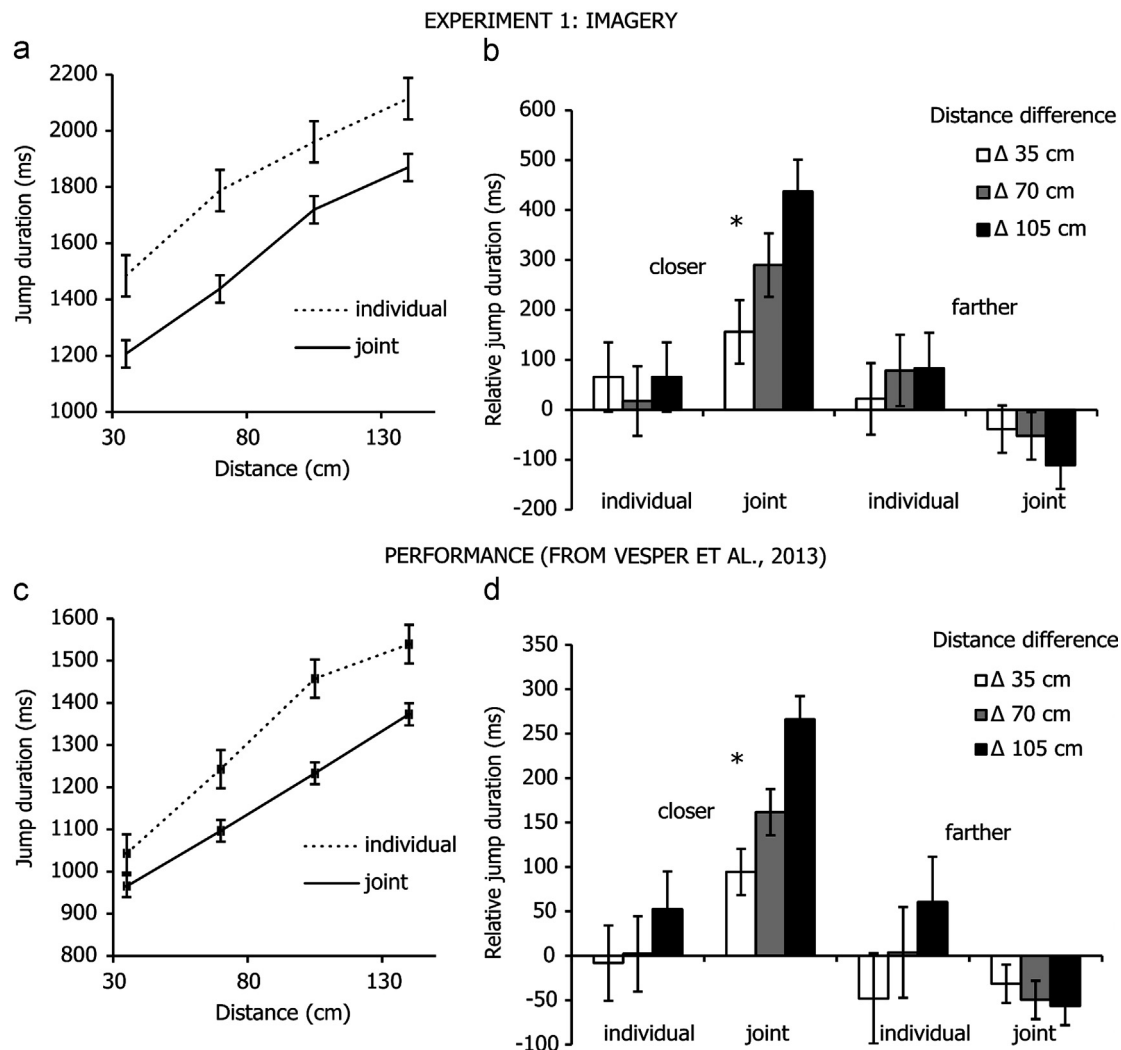 EXPERIMENT 1: IMAGERY
a
2200
2000
1800
1600
1400
1200
1000
30
80
130
Jump duration (ms)
Distance (cm)
individual
joint
b
600
500
400
300
200
100
0
-100
-200
Relative jump duration (ms)
Distance difference
Δ 35 cm
Δ 70 cm
Δ 105 cm
closer
*
farther
individual
joint
individual
joint
PERFORMANCE (FROM VESPER ET AL., 2013)
c
1600
1500
1400
1300
1200
1100
1000
900
800
30
80
130
Jump duration (ms)
Distance (cm)
individual
joint
d
350
300
250
200
150
100
50
0
-50
-100
Relative jump duration (ms)
Distance difference
Δ 35 cm
Δ 70 cm
Δ 105 cm
closer
*
farther
individual
joint
individual
joint